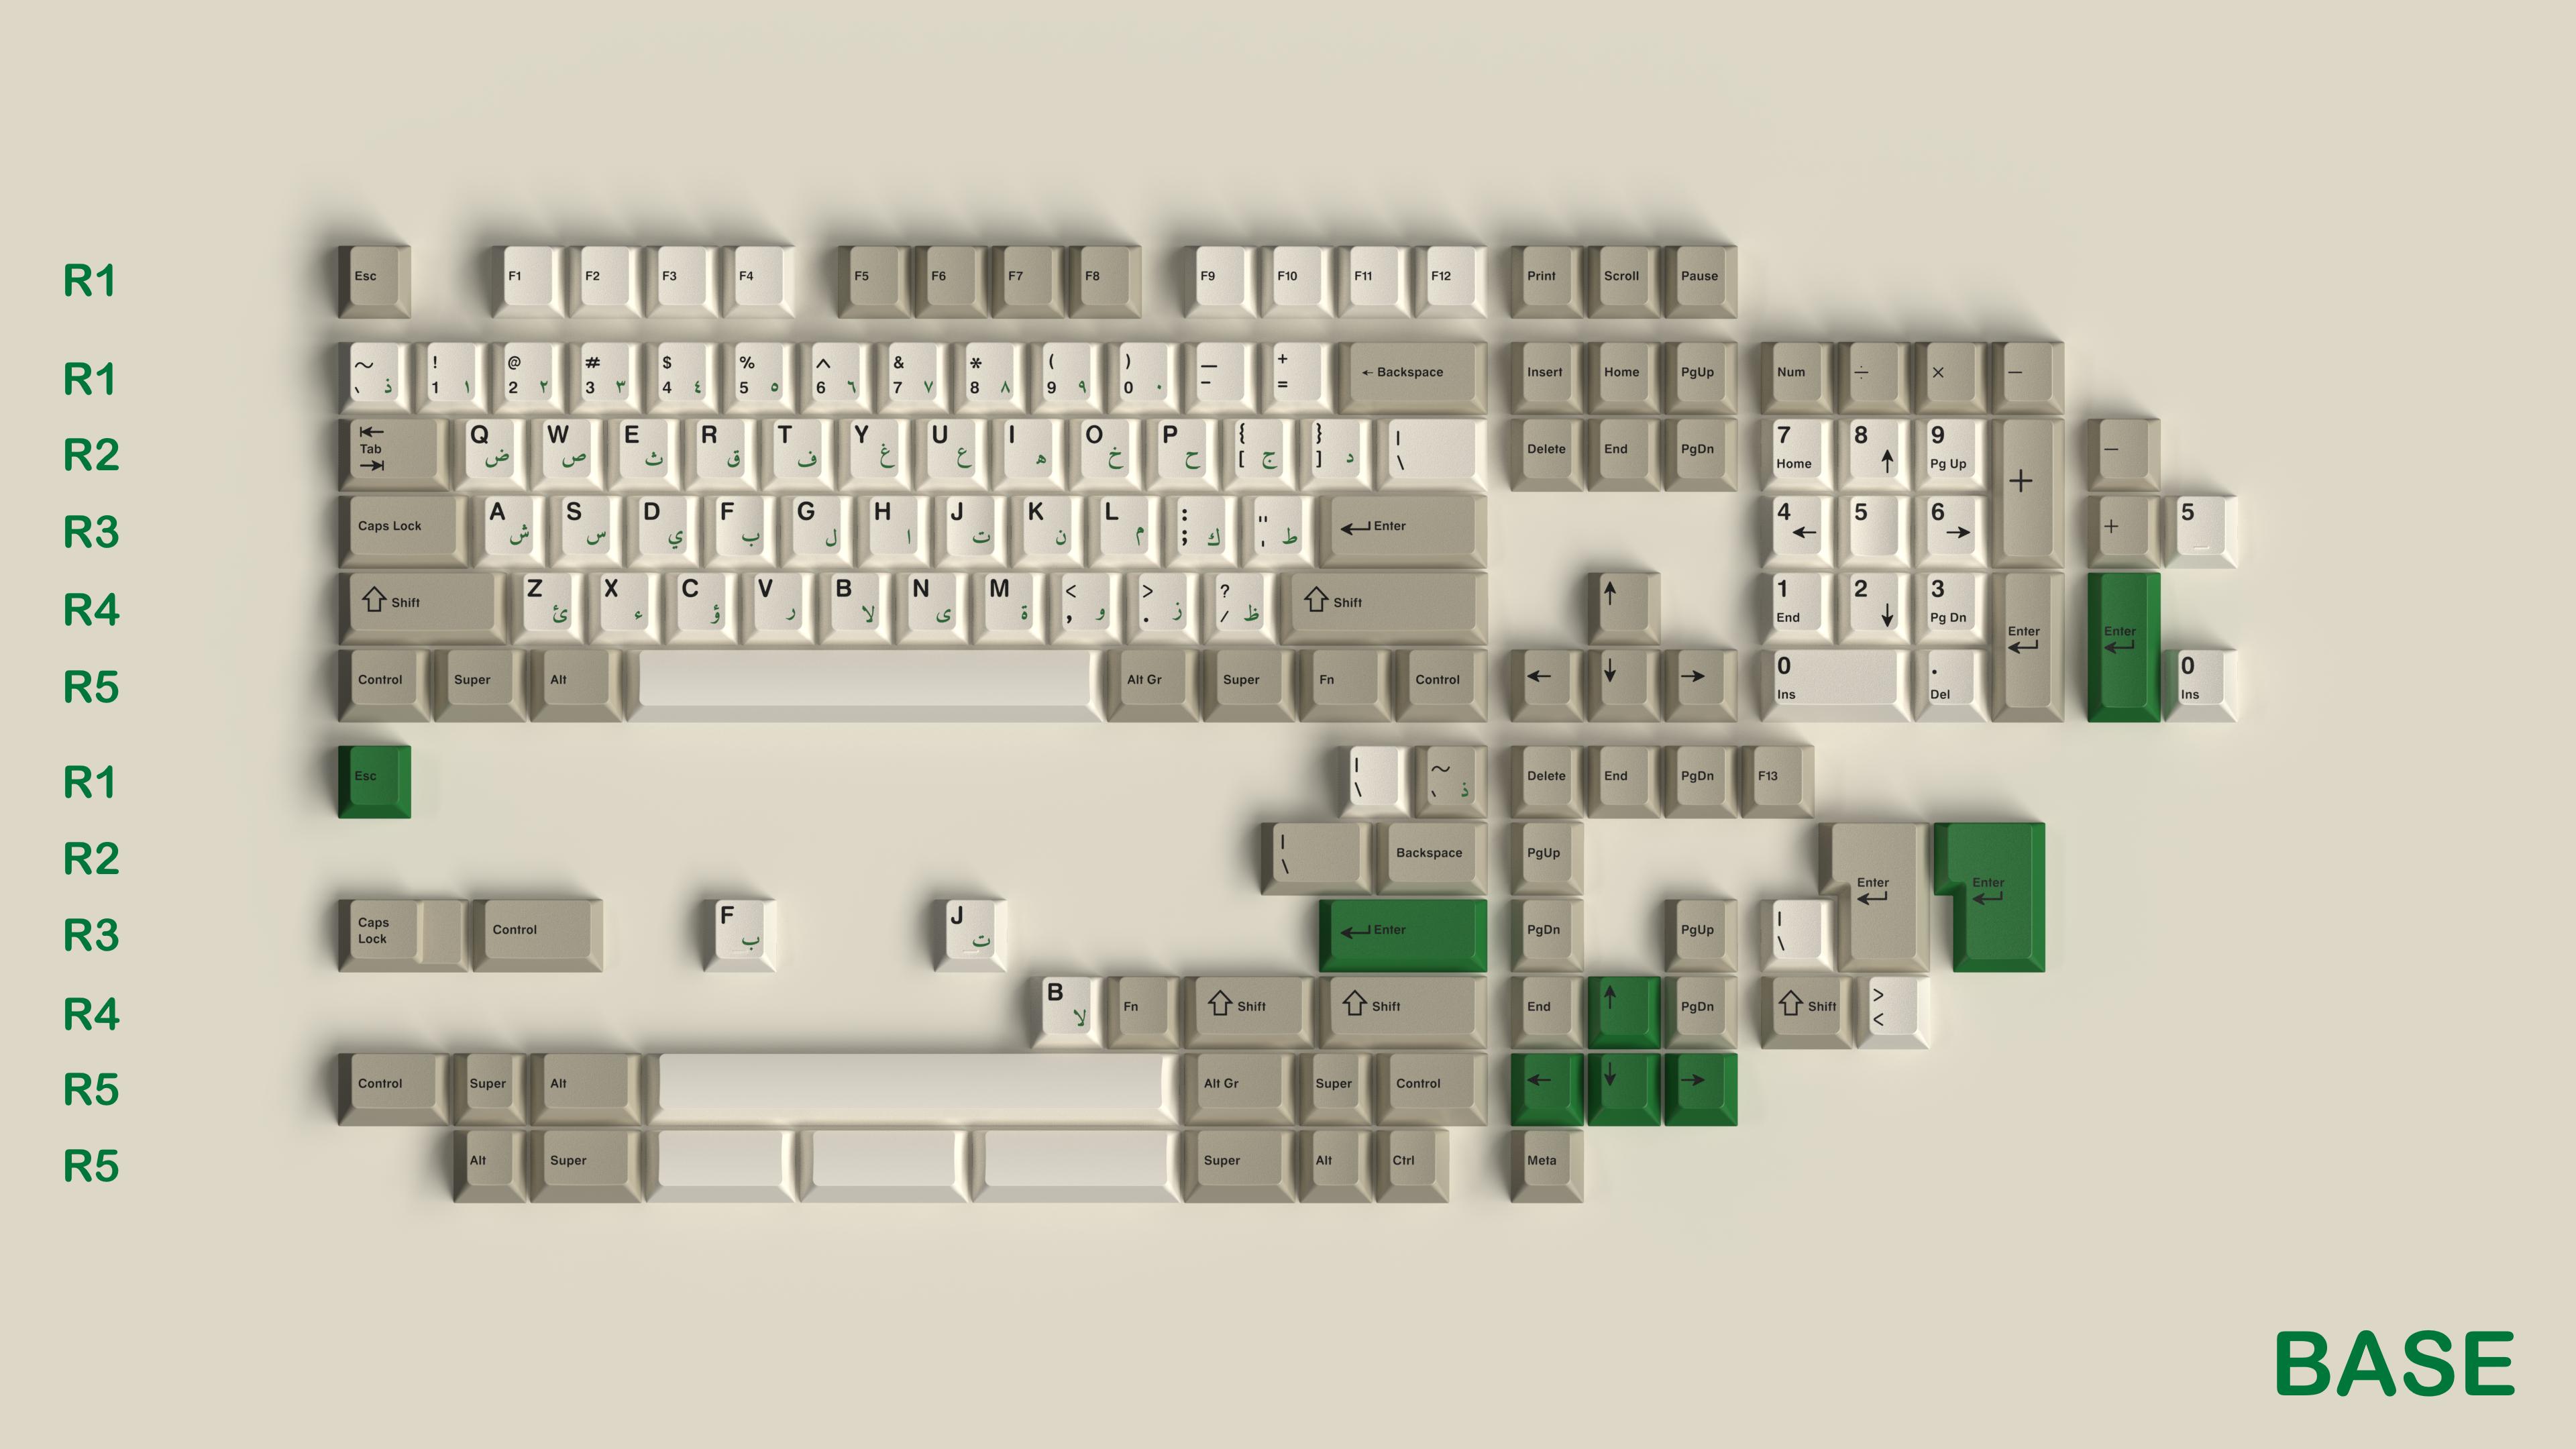 R1 Esc F1 F2 F3 F4 F5 F6 F7 F8 F9 F10 F11 F12 Print Scroll Pause
R1 ~ ` ذ ! 1 ١ @ 2 ٢ # 3 ٣ $ 4 ٤ % 5 ٥ ^ 6 ٦ & 7 ٧ * 8 ٨ ( 9 ٩ ) 0 ٠ — - + = ← Backspace Insert Home PgUp Num ÷ × −
R2 Tab Q ض W ص E ث R ق T ف Y غ U ع I ه O خ P ح { [ ج } ] د | \ Delete End PgDn 7 Home 8 ↑ 9 Pg Up + −
R3 Caps Lock A ش S س D ي F ب G ل H ا J ت K ن L م : ; ك " ' ط Enter 4 ← 5 6 → + 5
R4 Shift Z ئ X ء C ؤ V ر B لا N ى M ة < , و > . ز ? / ظ Shift ↑ 1 End 2 ↓ 3 Pg Dn Enter Enter
R5 Control Super Alt Alt Gr Super Fn Control ← ↓ → 0 Ins . Del 0 Ins
R1 Esc | \ ~ ` ذ Delete End PgDn F13
R2 | \ Backspace PgUp Enter Enter
R3 Caps Lock Control F ب J ت Enter PgDn PgUp | \
R4 B لا Fn Shift Shift End ↑ PgDn Shift > <
R5 Control Super Alt Alt Gr Super Control ← ↓ →
R5 Alt Super Super Alt Ctrl Meta
BASE